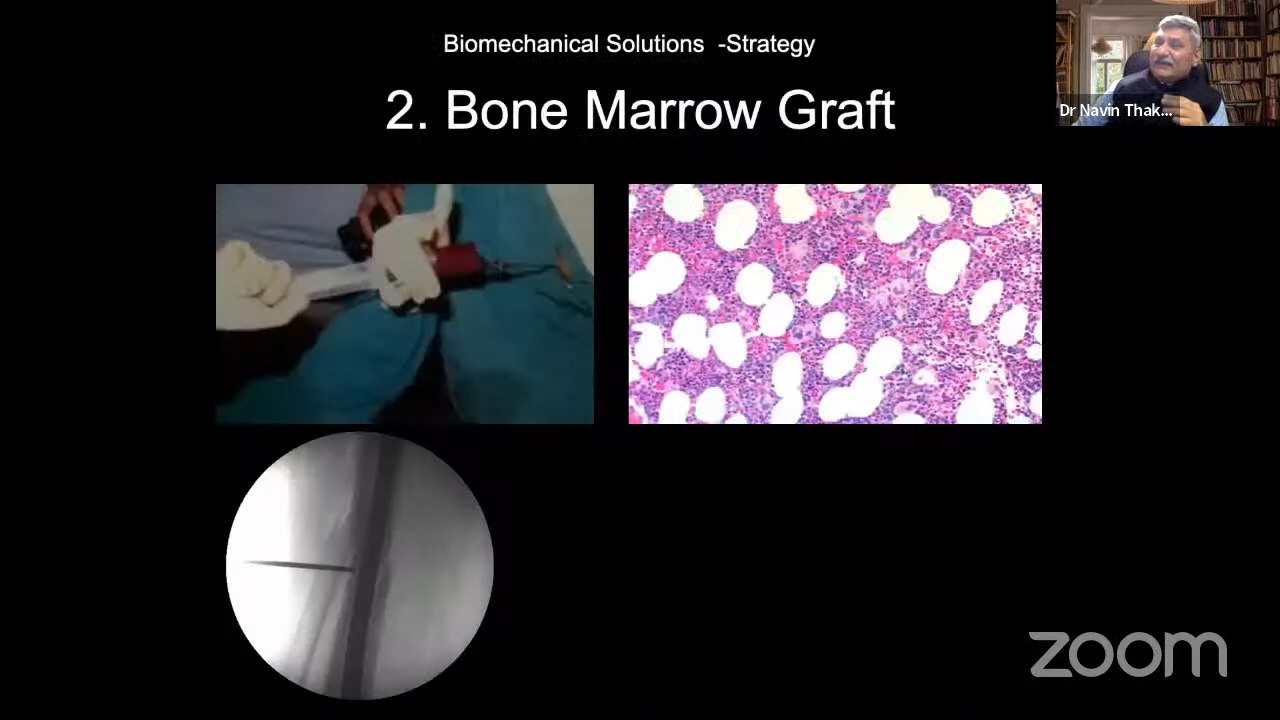 Biomechanical Solutions -Strategy
2. Bone Marrow Graft
Dr Navin Thak...
zoom